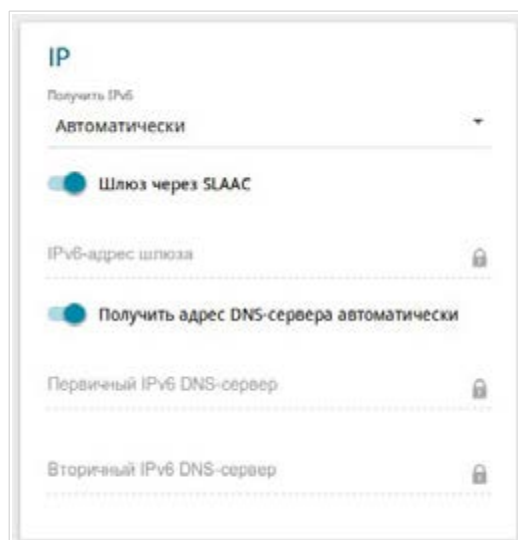 IP
Получить IPv6
Автоматически
Шлюз через SLAAC
IPv6-адрес шлюза
Получить адрес DNS-сервера автоматически
Первичный IPv6 DNS-сервер
Вторичный IPv6 DNS-сервер